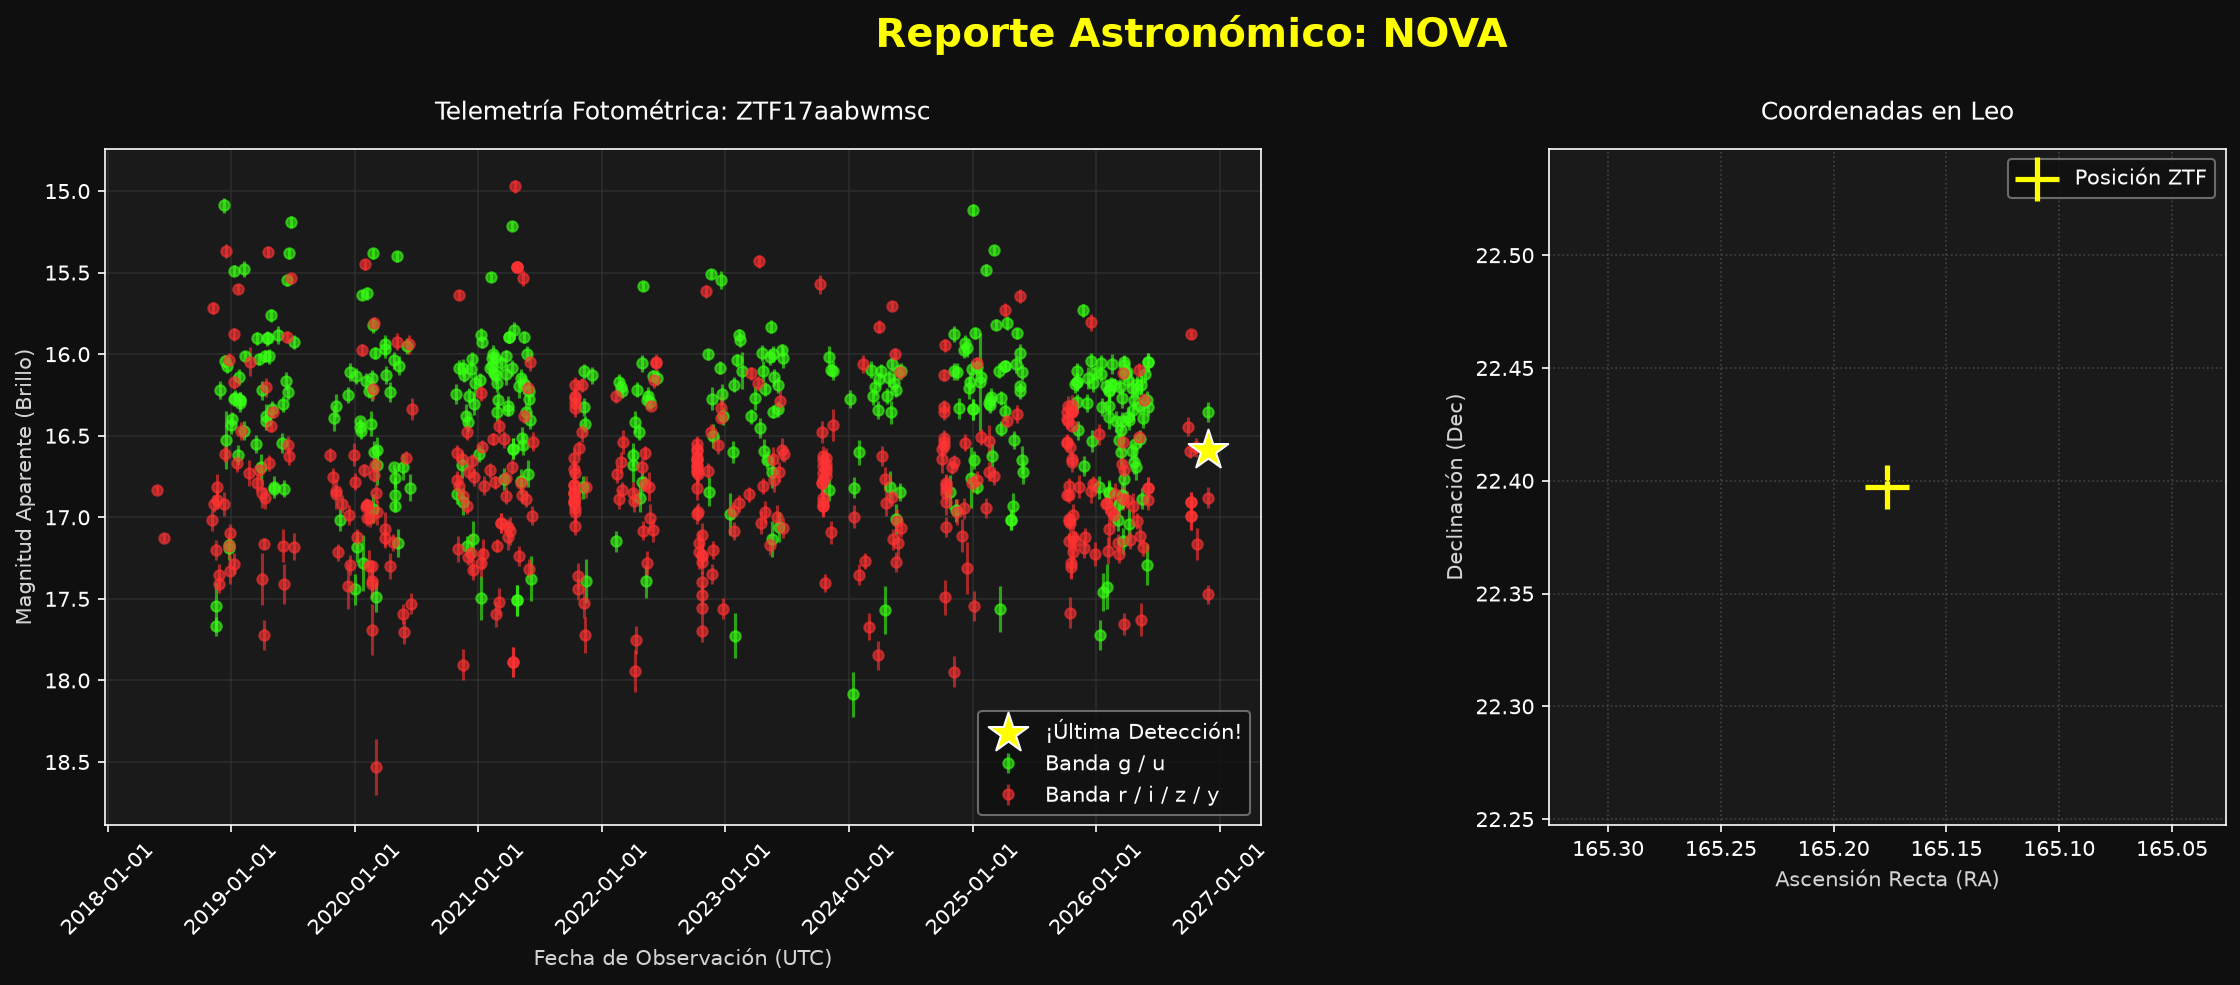 Reporte Astronómico: NOVA
Telemetría Fotométrica: ZTF17aabwmsc
Magnitud Aparente (Brillo)
15.0
15.5
16.0
16.5
17.0
17.5
18.0
18.5
¡Última Detección!
Banda g / u
Banda r / i / z / y
2018-01-01
2019-01-01
2020-01-01
2021-01-01
2022-01-01
2023-01-01
2024-01-01
2025-01-01
2026-01-01
2027-01-01
Fecha de Observación (UTC)
Coordenadas en Leo
Posición ZTF
Declinación (Dec)
22.50
22.45
22.40
22.35
22.30
22.25
165.30
165.25
165.20
165.15
165.10
165.05
Ascensión Recta (RA)